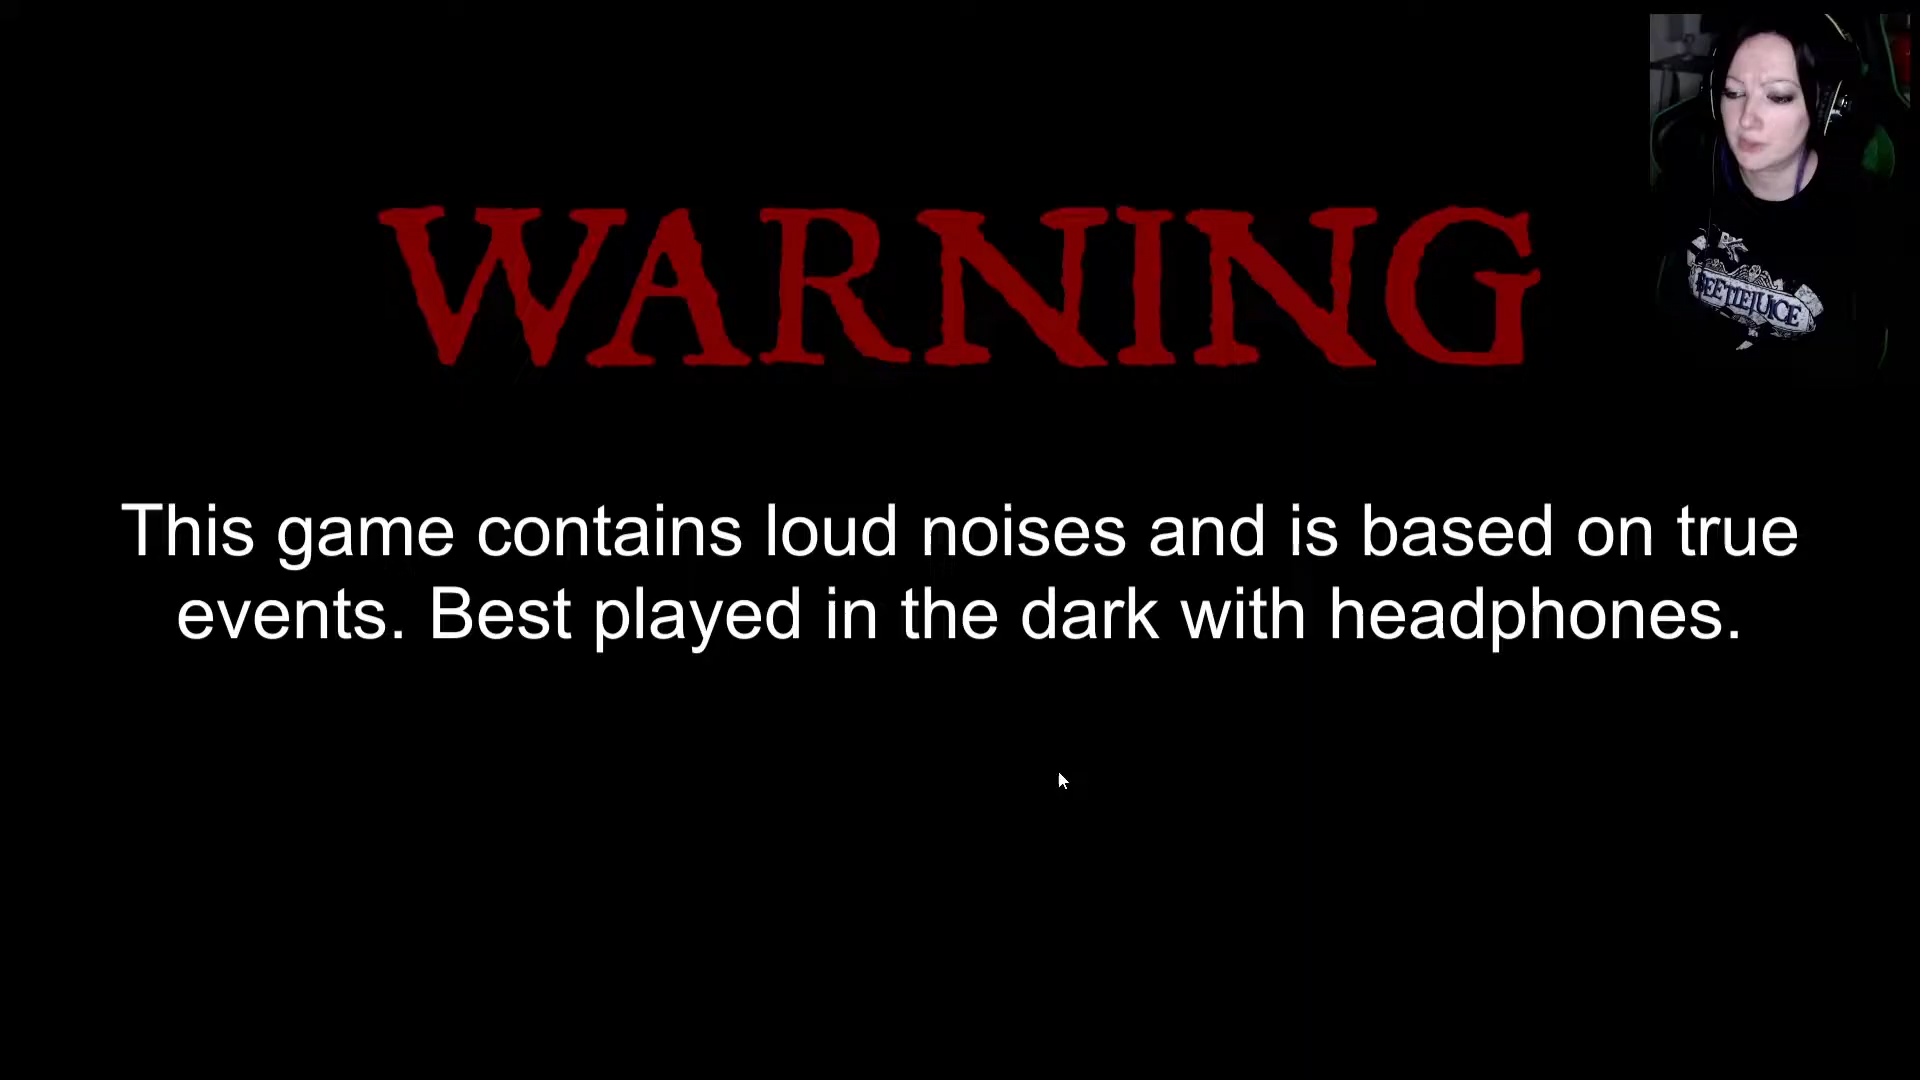 WARNING
BEETLEJUICE
This game contains loud noises and is based on true
events. Best played in the dark with headphones.